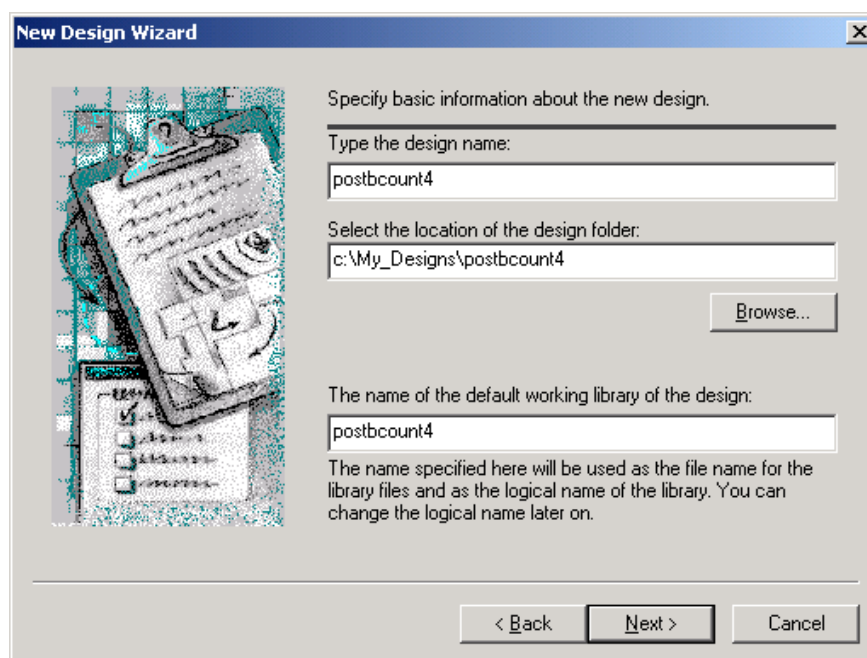 New Design Wizard
Specify basic information about the new design.
Type the design name:
postbcount4
Select the location of the design folder:
c:\My_Designs\postbcount4
Browse...
The name of the default working library of the design:
postbcount4
The name specified here will be used as the file name for the
library files and as the logical name of the library. You can
change the logical name later on.
< Back
Next >
Cancel